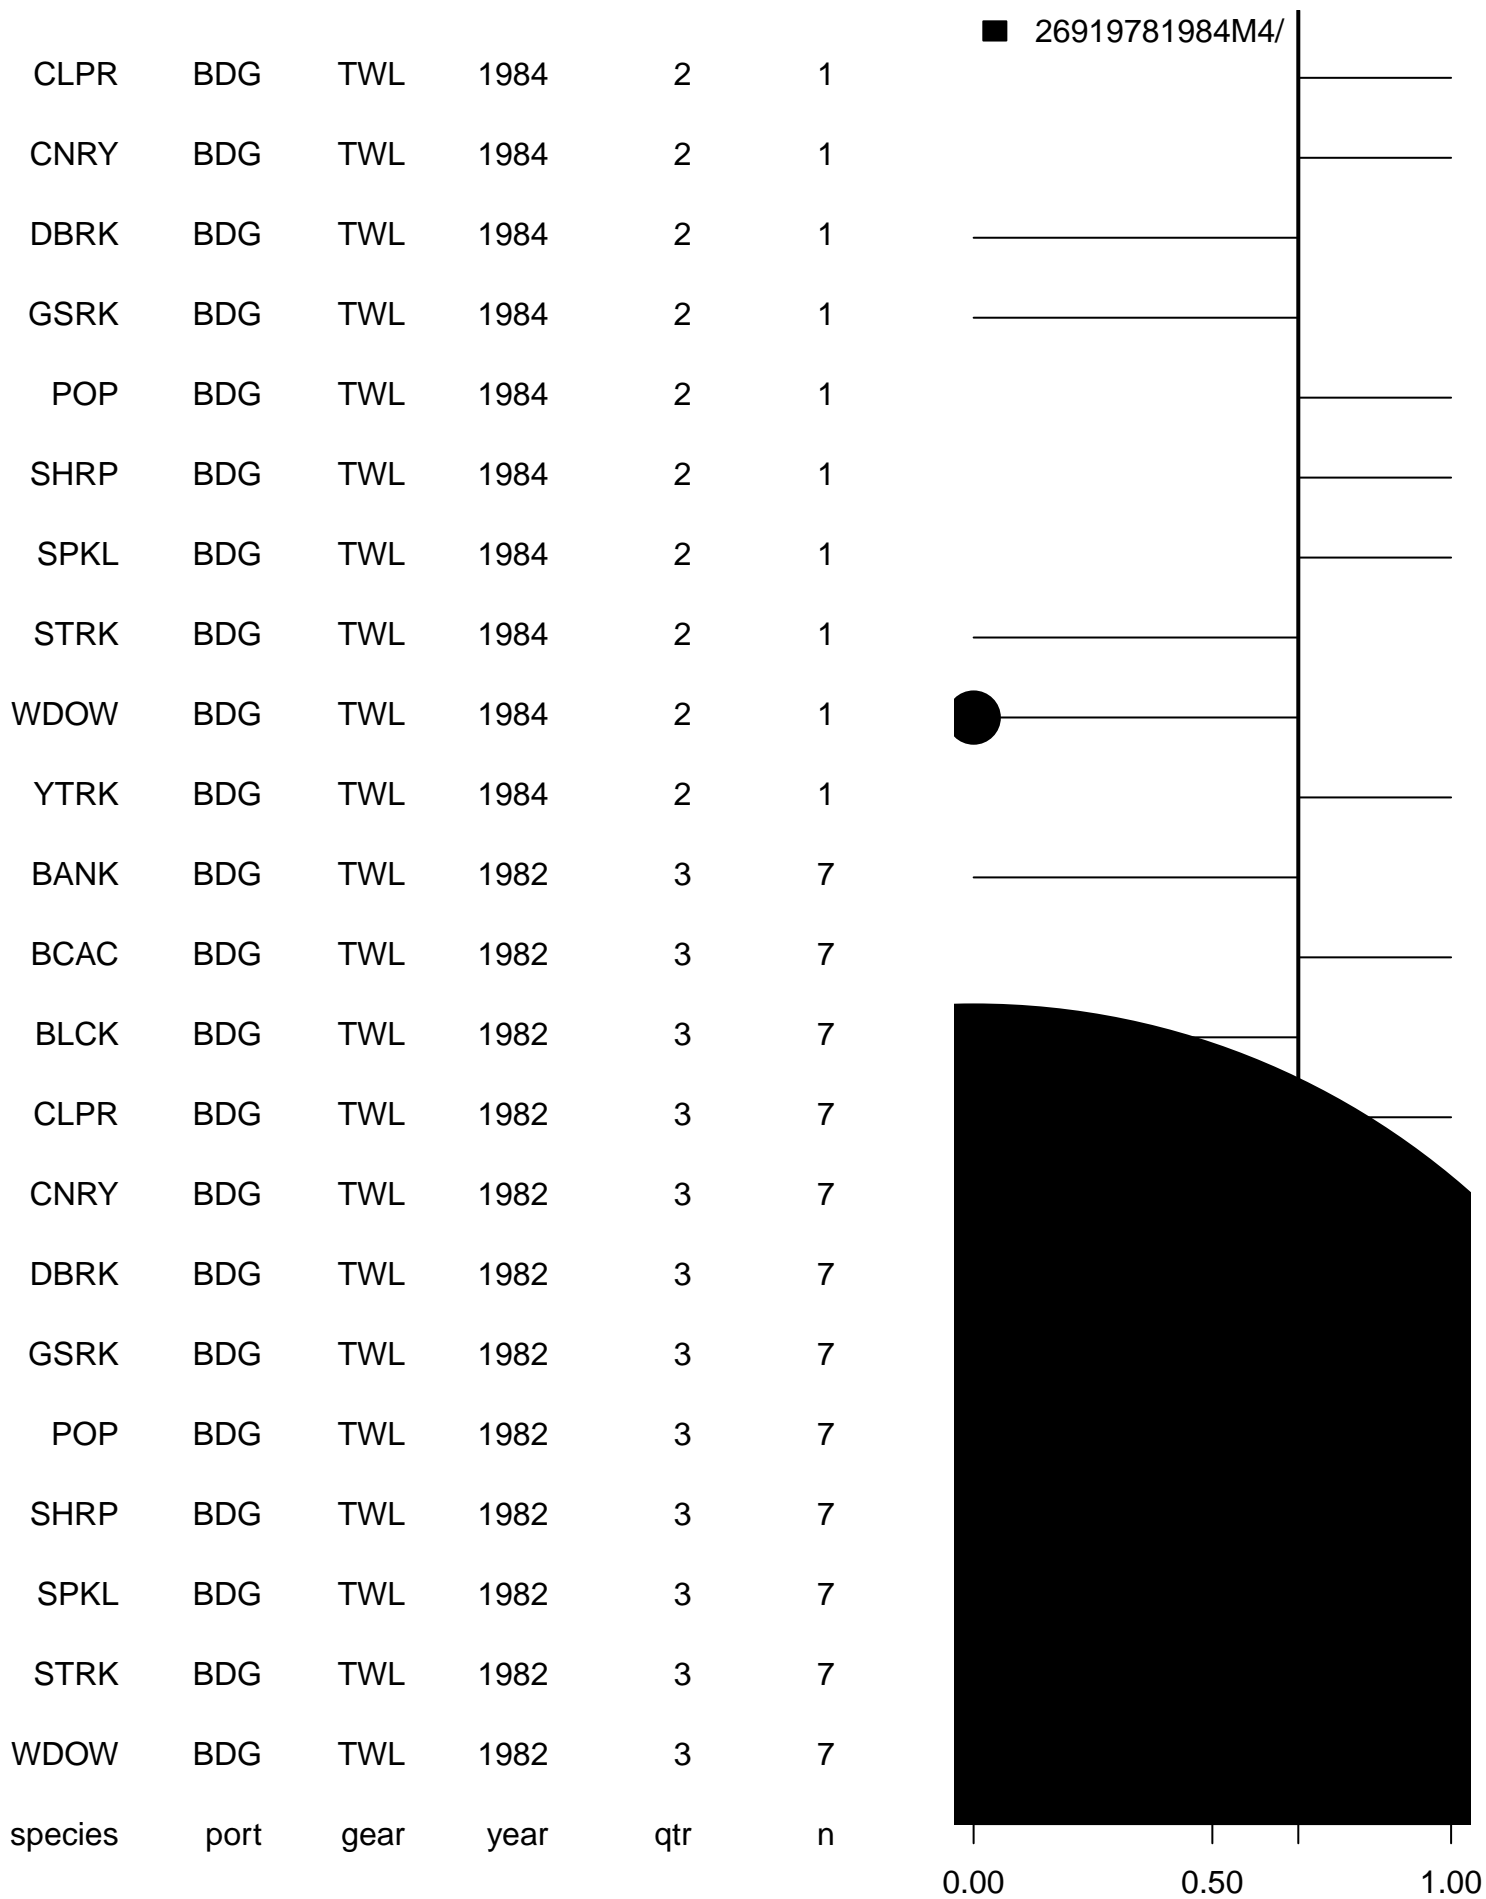 26919781984M4/
CLPR BDG TWL 1984 2 1
CNRY BDG TWL 1984 2 1
DBRK BDG TWL 1984 2 1
GSRK BDG TWL 1984 2 1
POP BDG TWL 1984 2 1
SHRP BDG TWL 1984 2 1
SPKL BDG TWL 1984 2 1
STRK BDG TWL 1984 2 1
WDOW BDG TWL 1984 2 1
YTRK BDG TWL 1984 2 1
BANK BDG TWL 1982 3 7
BCAC BDG TWL 1982 3 7
BLCK BDG TWL 1982 3 7
CLPR BDG TWL 1982 3 7
CNRY BDG TWL 1982 3 7
DBRK BDG TWL 1982 3 7
GSRK BDG TWL 1982 3 7
POP BDG TWL 1982 3 7
SHRP BDG TWL 1982 3 7
SPKL BDG TWL 1982 3 7
STRK BDG TWL 1982 3 7
WDOW BDG TWL 1982 3 7
species port gear year qtr n
0.00 0.50 1.00